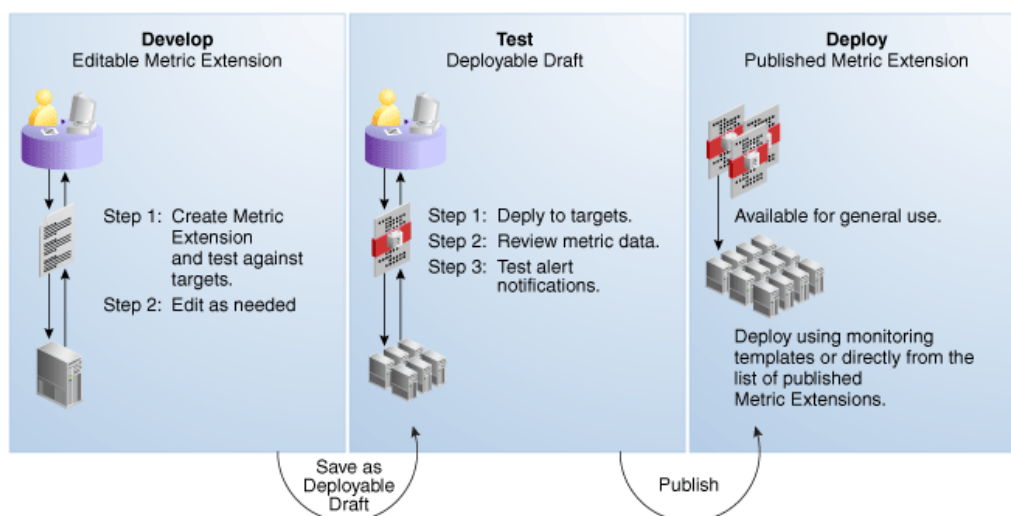 Develop
Editable Metric Extension
Step 1: Create Metric
Extension
and test against
targets.
Step 2: Edit as needed
Save as
Deployable
Draft
Test
Deployable Draft
Step 1: Deply to targets.
Step 2: Review metric data.
Step 3: Test alert
notifications.
Publish
Deploy
Published Metric Extension
Available for general use.
Deploy using monitoring
templates or directly from the
list of published
Metric Extensions.